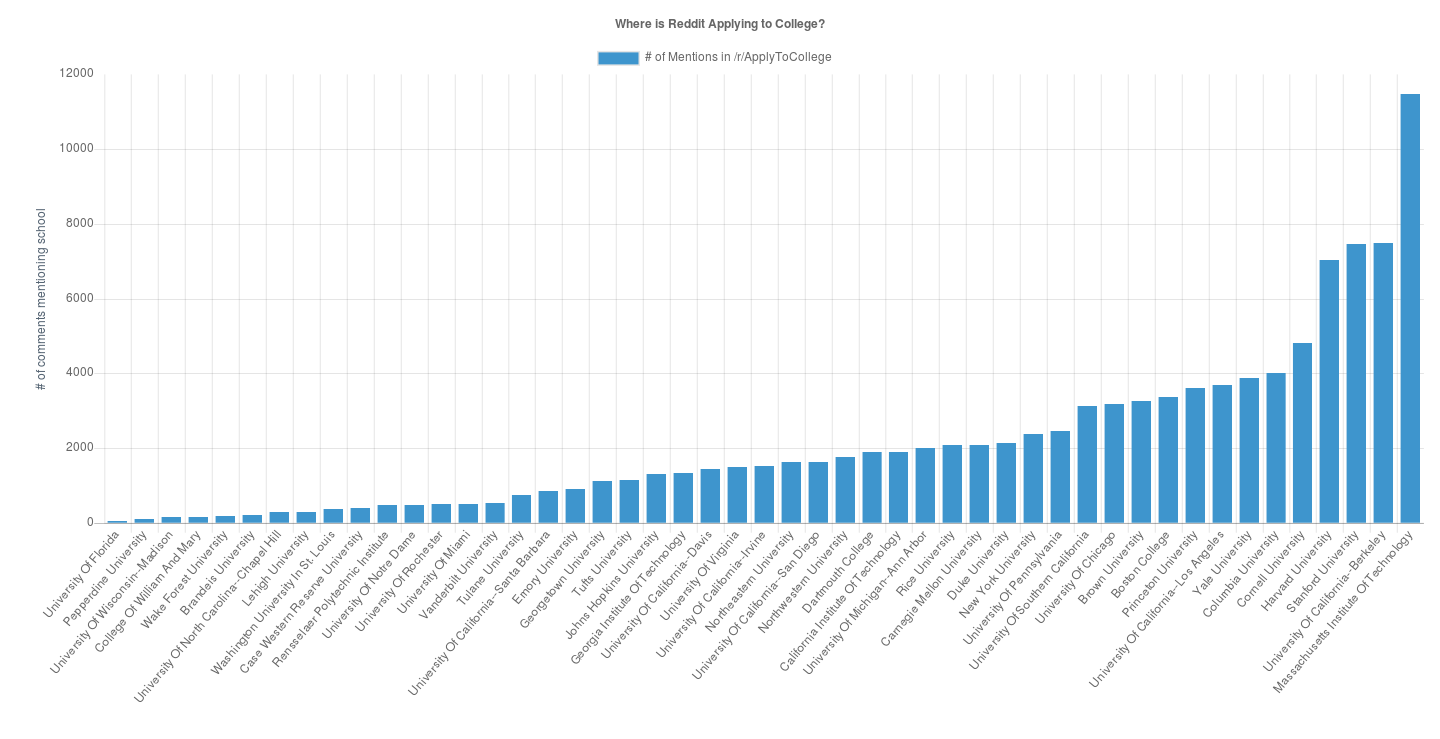 Where is Reddit Applying to College?
# of Mentions in /r/ApplyToCollege
# of comments mentioning school
12000
10000
8000
6000
4000
2000
0
University Of Florida
Pepperdine University
University Of Wisconsin--Madison
College Of William And Mary
Wake Forest University
Brandeis University
University Of North Carolina--Chapel Hill
Lehigh University
Washington University In St. Louis
Case Western Reserve University
Rensselaer Polytechnic Institute
University Of Notre Dame
University Of Rochester
University Of Miami
Vanderbilt University
Tulane University
University Of California--Santa Barbara
Emory University
Georgetown University
Tufts University
Johns Hopkins University
Georgia Institute Of Technology
University Of California--Davis
University Of Virginia
University Of California--Irvine
Northeastern University
University Of California--San Diego
Northwestern University
Dartmouth College
California Institute Of Technology
University Of Michigan--Ann Arbor
Rice University
Carnegie Mellon University
Duke University
New York University
University Of Pennsylvania
University Of Southern California
University Of Chicago
Brown University
Boston College
Princeton University
University Of California--Los Angeles
Yale University
Columbia University
Cornell University
Harvard University
Stanford University
University Of California--Berkeley
Massachusetts Institute Of Technology